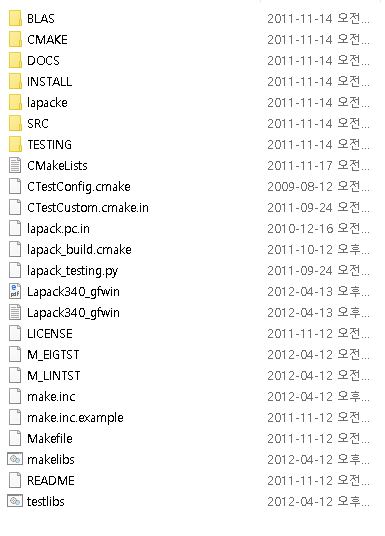 BLAS 2011-11-14 오전...
CMAKE 2011-11-14 오전...
DOCS 2011-11-14 오전...
INSTALL 2011-11-14 오전...
lapacke 2011-11-14 오전...
SRC 2011-11-14 오전...
TESTING 2011-11-14 오전...
CMakeLists 2011-11-17 오전...
CTestConfig.cmake 2009-08-12 오전...
CTestCustom.cmake.in 2011-09-24 오전...
lapack.pc.in 2010-12-16 오전...
lapack_build.cmake 2011-10-12 오후...
lapack_testing.py 2011-09-24 오전...
Lapack340_gfwin 2012-04-13 오후...
Lapack340_gfwin 2012-04-13 오후...
LICENSE 2011-11-12 오전...
M_EIGTST 2012-04-12 오전...
M_LINTST 2012-04-12 오전...
make.inc 2012-04-12 오후...
make.inc.example 2011-11-12 오전...
Makefile 2011-11-12 오전...
makelibs 2012-04-12 오후...
README 2011-11-12 오전...
testlibs 2012-04-12 오후...